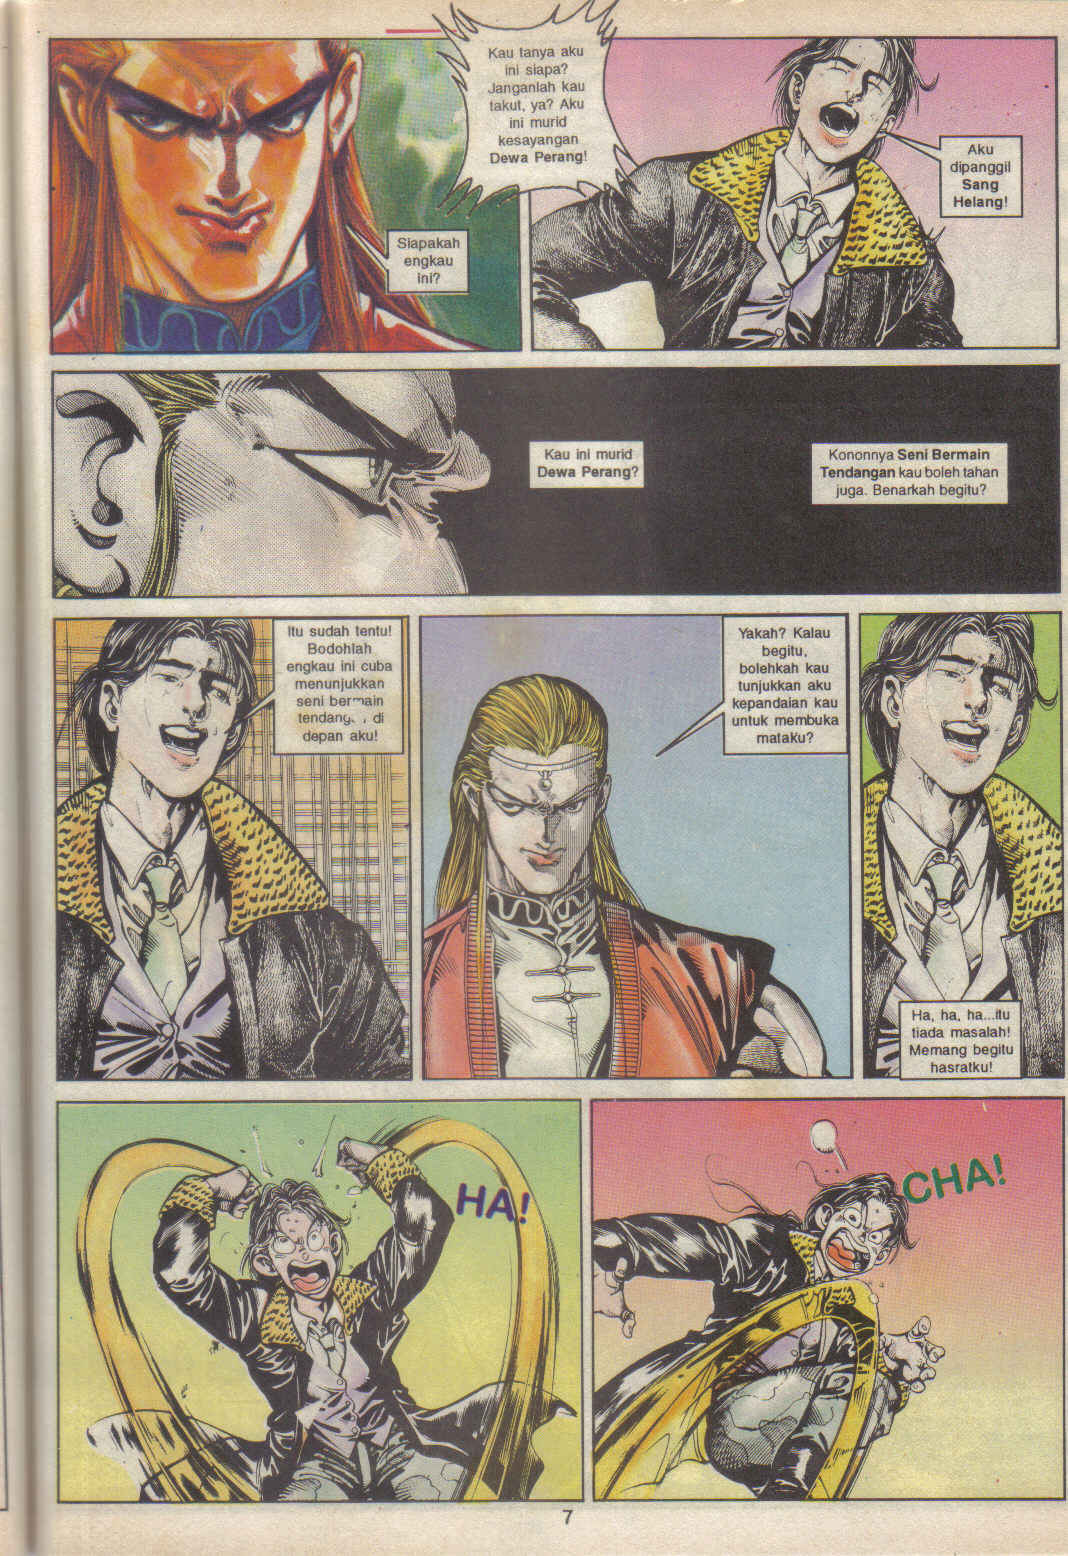 Siapakah
engkau
ini?
Kau tanya aku
ini siapa?
Janganlah kau
takut, ya? Aku
ini murid
kesayangan
Dewa Perang!
Aku
dipanggil
Sang
Helang!
Kau ini murid
Dewa Perang?
Kononnya Seni Bermain
Tendangan kau boleh tahan
juga. Benarkah begitu?
Itu sudah tentu!
Bodohlah
engkau ini cuba
menunjukkan
seni bermain
di
depan aku!
Yakah? Kalau
begitu,
bolehkah kau
tunjukkan aku
kepandaian kau
untuk membuka
mataku?
Ha, ha, ha...itu
tiada masalah!
Memang begitu
hasratku!
HA!
CHA!
7